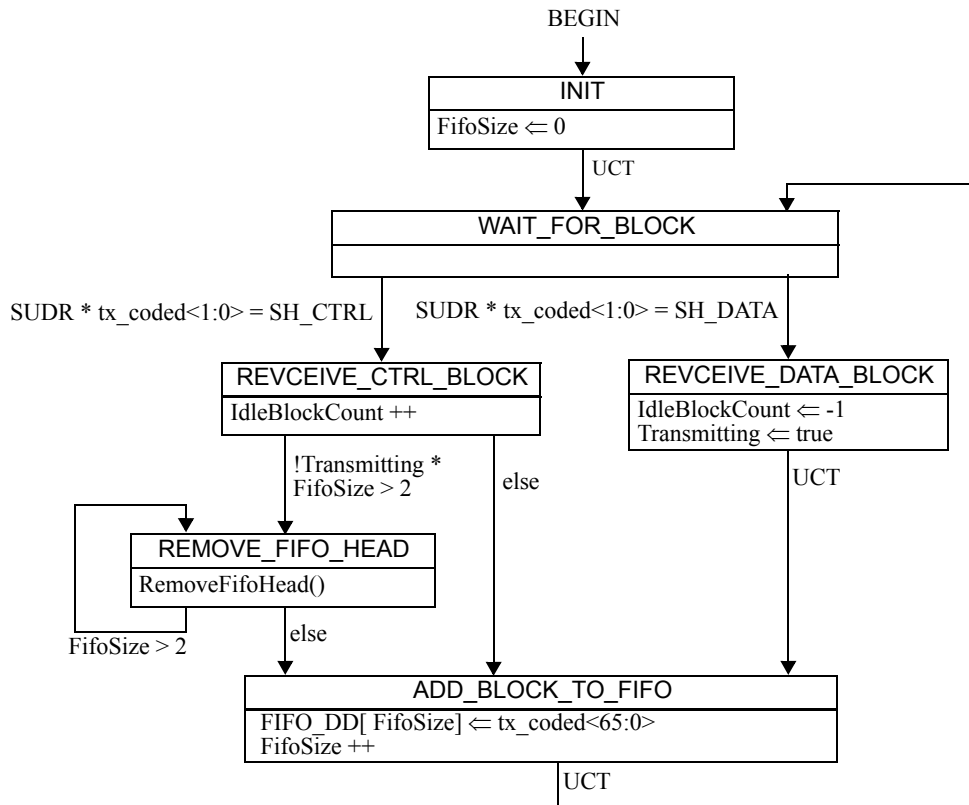 BEGIN
INIT
FifoSize ⇐ 0
UCT
WAIT_FOR_BLOCK
SUDR * tx_coded<1:0> = SH_CTRL
SUDR * tx_coded<1:0> = SH_DATA
REVCEIVE_CTRL_BLOCK
IdleBlockCount ++
REVCEIVE_DATA_BLOCK
IdleBlockCount ⇐ -1
Transmitting ⇐ true
!Transmitting *
FifoSize > 2
else
UCT
REMOVE_FIFO_HEAD
RemoveFifoHead()
FifoSize > 2
else
ADD_BLOCK_TO_FIFO
FIFO_DD[ FifoSize] ⇐ tx_coded<65:0>
FifoSize ++
UCT